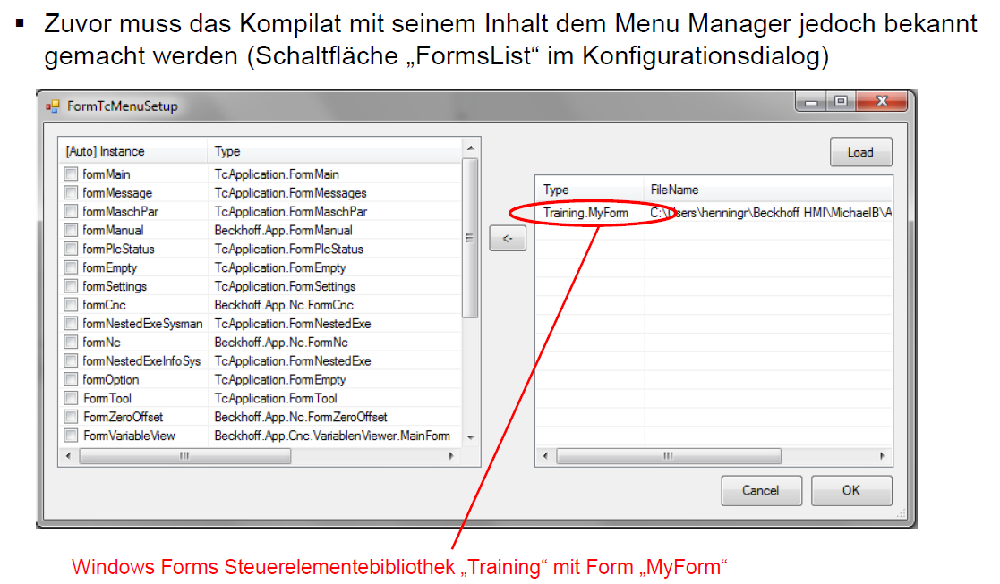 ▪ Zuvor muss das Kompilat mit seinem Inhalt dem Menu Manager jedoch bekannt
gemacht werden (Schaltfläche „FormsList“ im Konfigurationsdialog)
FormTcMenuSetup
[Auto] Instance Type
formMain TcApplication.FormMain
formMessage TcApplication.FormMessages
formMaschPar TcApplication.FormMaschPar
formManual Beckhoff.App.FormManual
formPlcStatus TcApplication.FormPlcStatus
formEmpty TcApplication.FormEmpty
formSettings TcApplication.FormSettings
formCnc Beckhoff.App.Nc.FormCnc
formNestedExeSysman TcApplication.FormNestedExe
formNc Beckhoff.App.Nc.FormNc
formNestedExeInfoSys TcApplication.FormNestedExe
formOption TcApplication.FormEmpty
FormTool TcApplication.FormTool
FormZeroOffset Beckhoff.App.Nc.FormZeroOffset
FormVariableView Beckhoff.App.Cnc.VariablenViewer.MainForm
<-
Load
Type FileName
Training.MyForm C:\Users\henningr\Beckhoff HMI\MichaelB\A
Cancel OK
Windows Forms Steuerelementebibliothek „Training“ mit Form „MyForm“